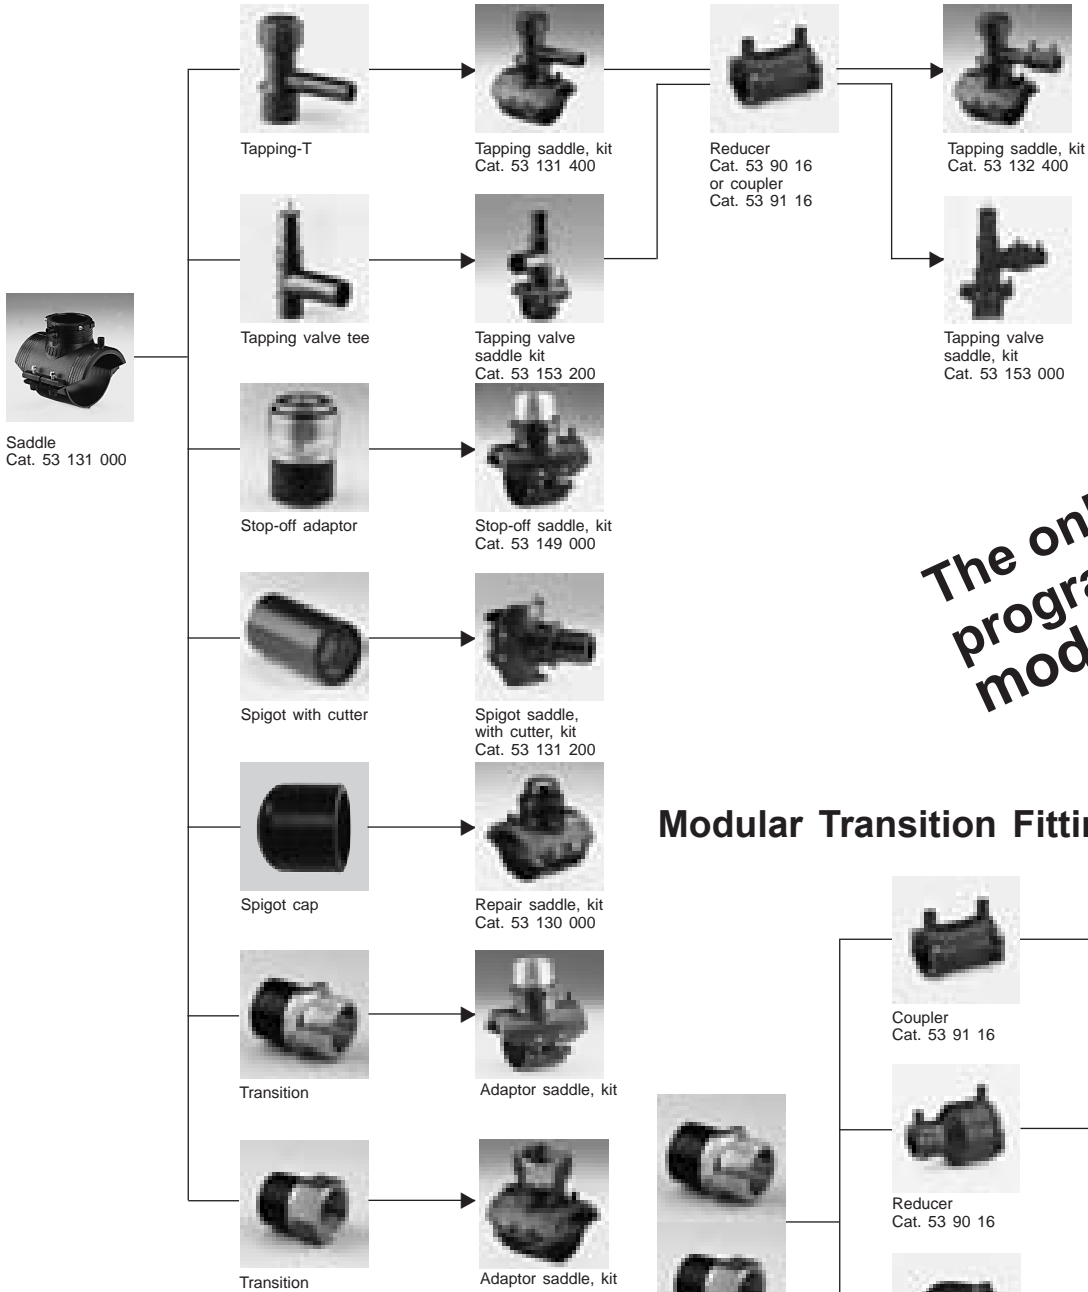 Tapping-T
Tapping saddle, kit
Cat. 53 131 400
Reducer
Cat. 53 90 16
or coupler
Cat. 53 91 16
Tapping saddle, kit
Cat. 53 132 400
Tapping valve tee
Tapping valve
saddle kit
Cat. 53 153 200
Tapping valve
saddle, kit
Cat. 53 153 000
Saddle
Cat. 53 131 000
Stop-off adaptor
Stop-off saddle, kit
Cat. 53 149 000
The onl
progra
mod
Spigot with cutter
Spigot saddle,
with cutter, kit
Cat. 53 131 200
Modular Transition Fittin
Spigot cap
Repair saddle, kit
Cat. 53 130 000
Coupler
Cat. 53 91 16
Transition
Adaptor saddle, kit
Reducer
Cat. 53 90 16
Transition
Adaptor saddle, kit